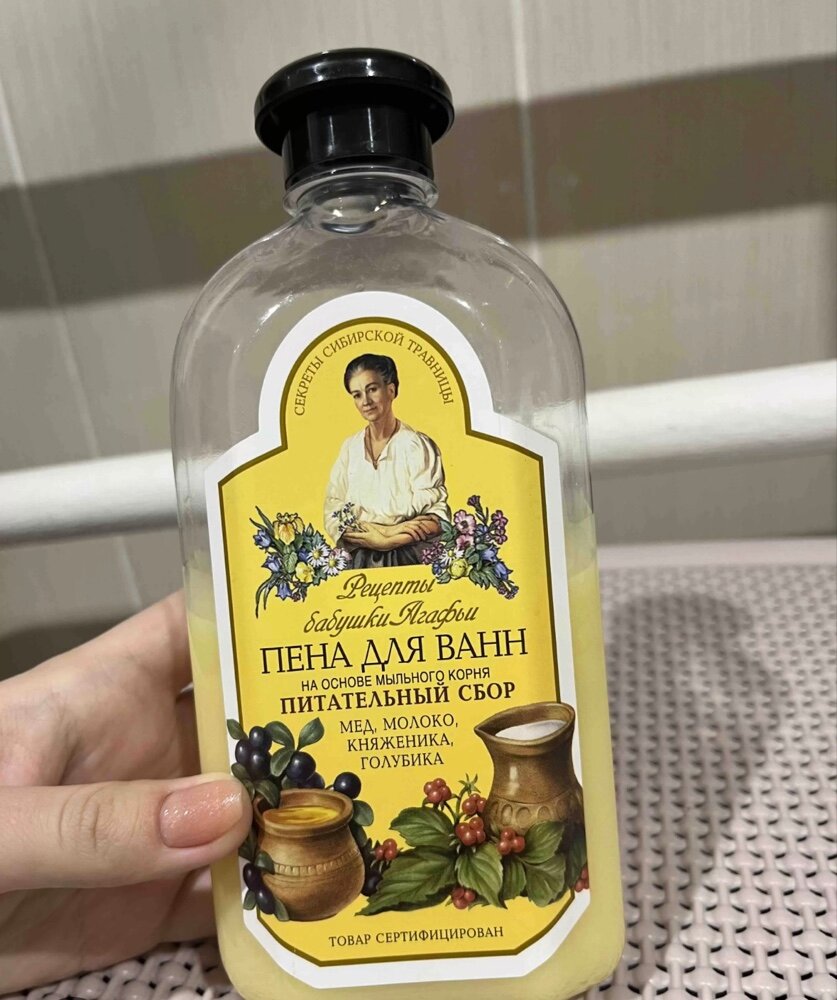 СЕКРЕТЫ СИБИРСКОЙ ТРАВНИЦЫ
Рецепты
бабушки Агафьи
ПЕНА ДЛЯ ВАНН
НА ОСНОВЕ МЫЛЬНОГО КОРНЯ
ПИТАТЕЛЬНЫЙ СБОР
МЕД, МОЛОКО,
КНЯЖЕНИКА,
ГОЛУБИКА
ТОВАР СЕРТИФИЦИРОВАН